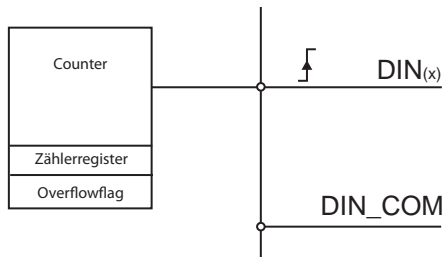 Counter
DIN(x)
Zählerregister
Overflowflag
DIN_COM